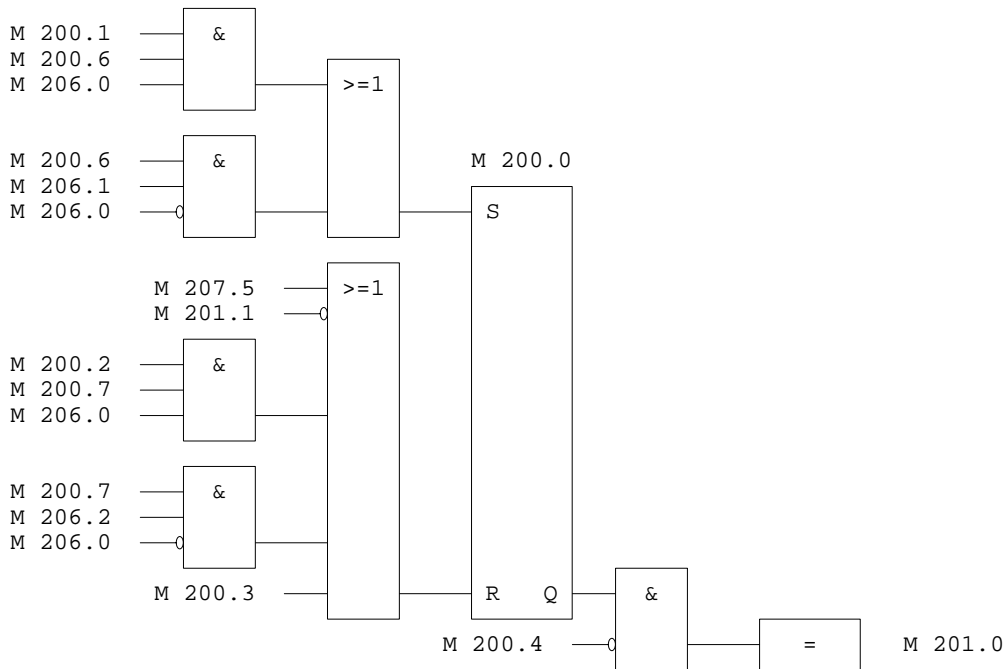 M 200.1 &
M 200.6
M 206.0 >=1
M 200.6 & M 200.0
M 206.1
M 206.0 S
M 207.5 >=1
M 201.1
M 200.2 &
M 200.7
M 206.0
M 200.7 &
M 206.2
M 206.0
M 200.3 R Q &
M 200.4 = M 201.0